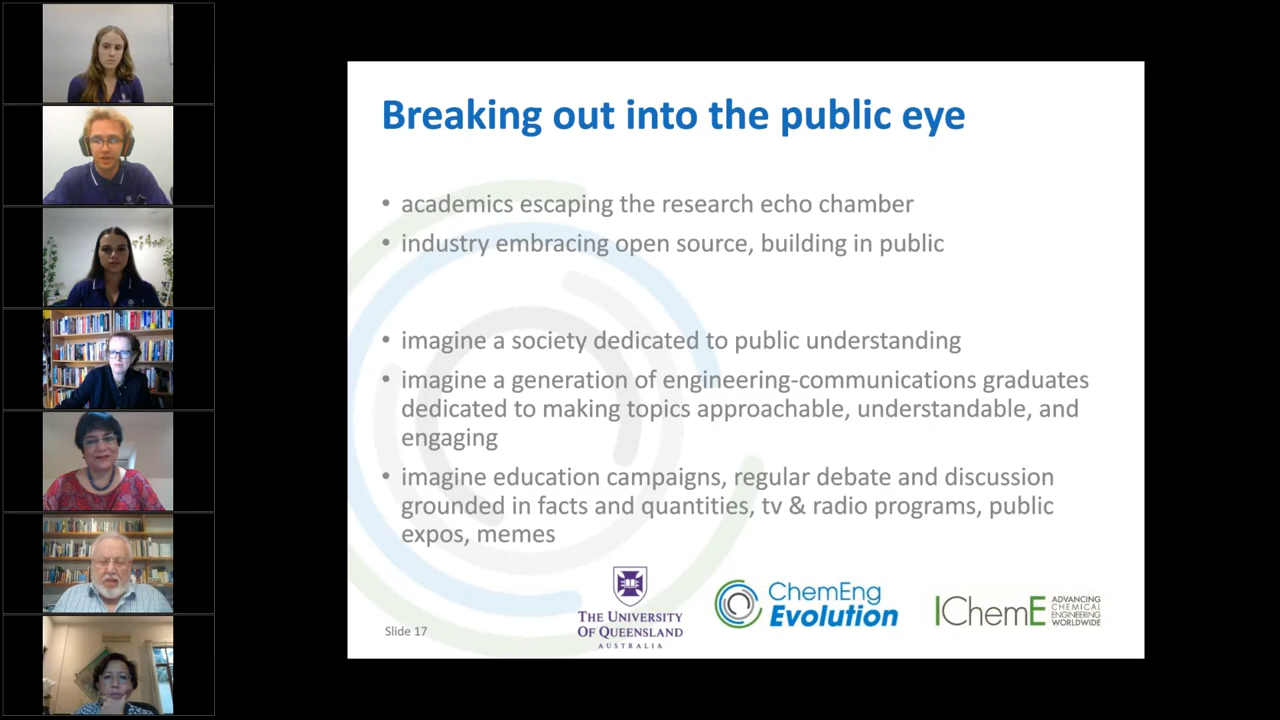 Breaking out into the public eye
• academics escaping the research echo chamber
• industry embracing open source, building in public
• imagine a society dedicated to public understanding
• imagine a generation of engineering-communications graduates
dedicated to making topics approachable, understandable, and
engaging
• imagine education campaigns, regular debate and discussion
grounded in facts and quantities, tv & radio programs, public
expos, memes
Slide 17
THE UNIVERSITY
OF QUEENSLAND
AUSTRALIA
ChemEng
Evolution
IChemE
ADVANCING
CHEMICAL
ENGINEERING
WORLDWIDE